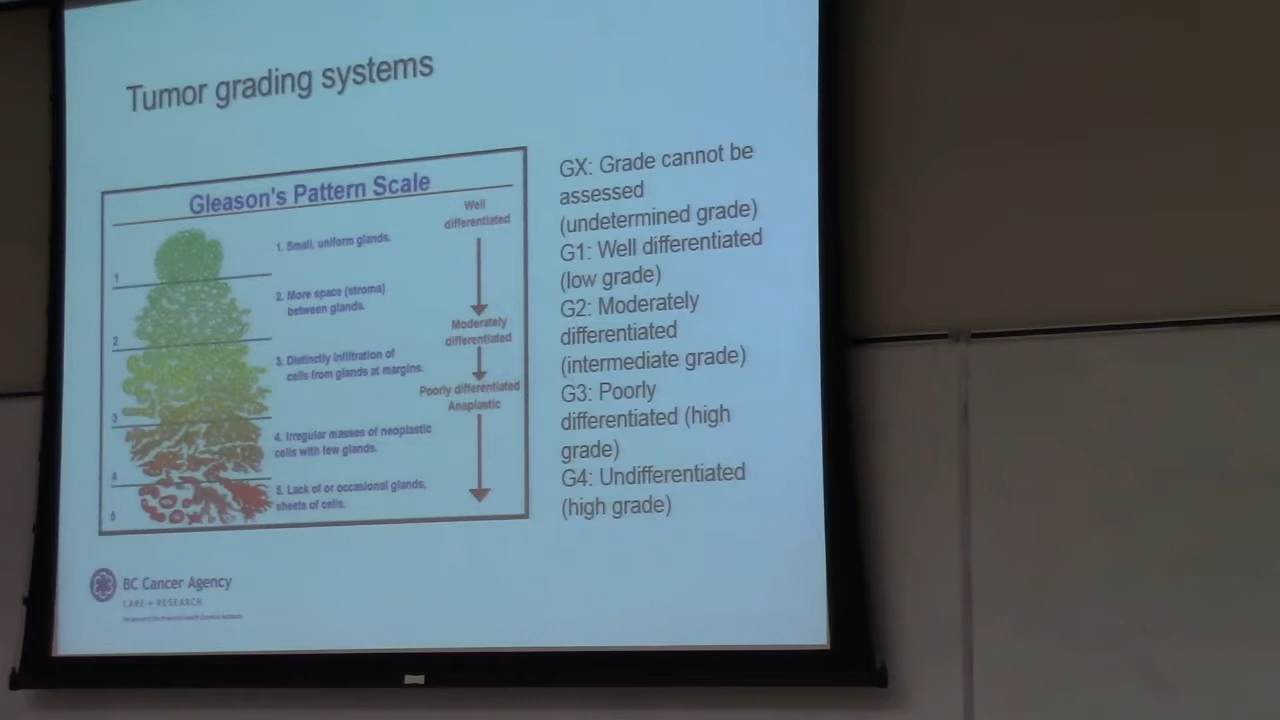 Tumor grading systems
Gleason's Pattern Scale
Well
differentiated
1. Small, uniform glands.
1
2. More space (stroma)
between glands.
Moderately
differentiated
2
3. Distinctly infiltration of
cells from glands at margins.
Poorly differentiated
Anaplastic
3
4. Irregular masses of neoplastic
cells with few glands.
4
5. Lack of or occasional glands,
sheets of cells.
5
GX: Grade cannot be
assessed
(undetermined grade)
G1: Well differentiated
(low grade)
G2: Moderately
differentiated
(intermediate grade)
G3: Poorly
differentiated (high
grade)
G4: Undifferentiated
(high grade)
BC Cancer Agency
CARE + RESEARCH